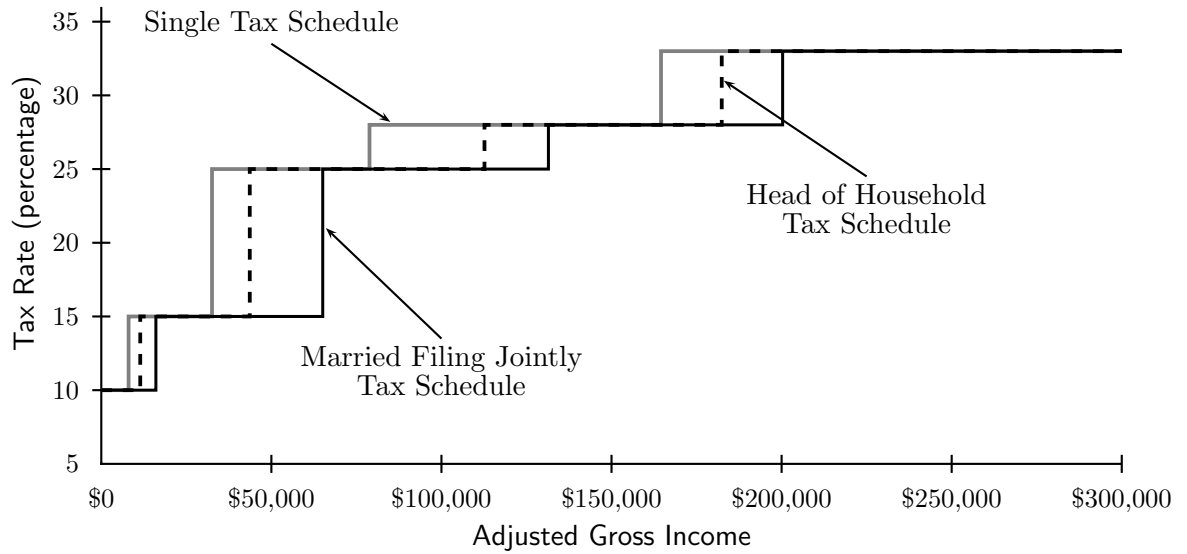 Single Tax Schedule
35
30
25
20
15
10
5
Tax Rate (percentage)
Head of Household
Tax Schedule
Married Filing Jointly
Tax Schedule
$0
$50,000
$100,000
$150,000
$200,000
$250,000
$300,000
Adjusted Gross Income